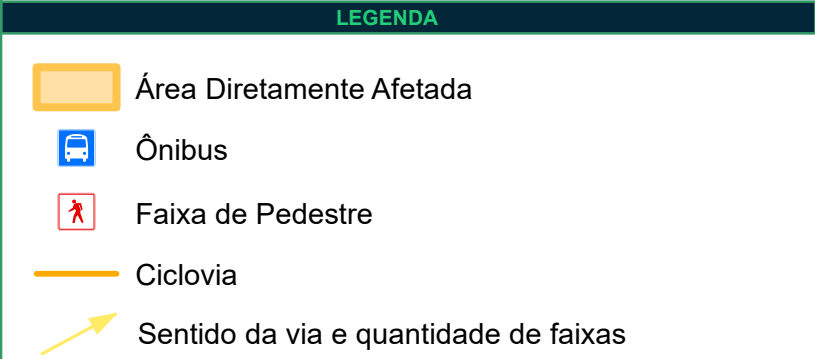 LEGENDA
Área Diretamente Afetada
Ônibus
Faixa de Pedestre
Ciclovia
Sentido da via e quantidade de faixas